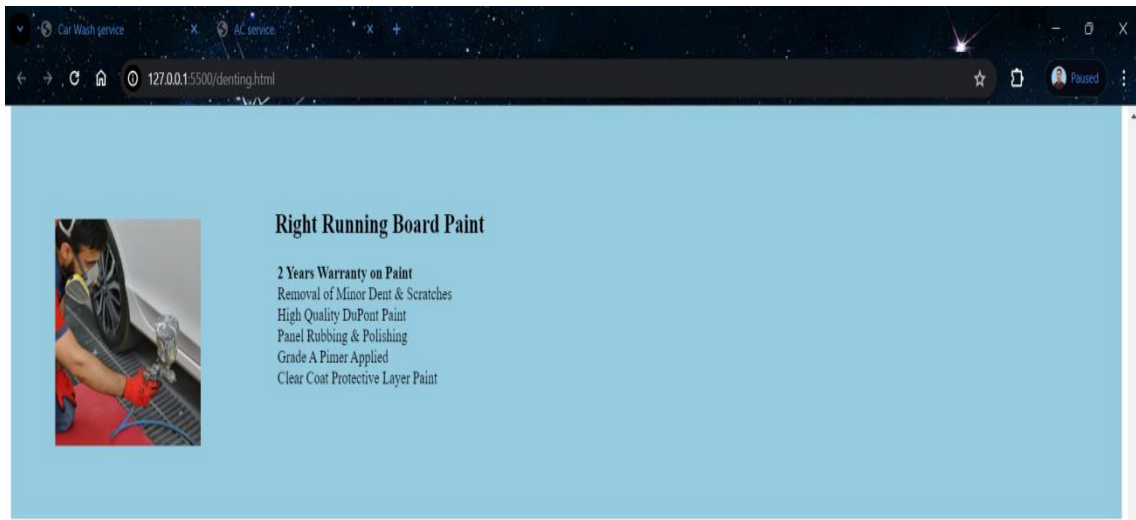 Car Wash service
AC service
127.0.0.1:5500/denting.html
Paused
Right Running Board Paint
2 Years Warranty on Paint
Removal of Minor Dent & Scratches
High Quality DuPont Paint
Panel Rubbing & Polishing
Grade A Pimer Applied
Clear Coat Protective Layer Paint